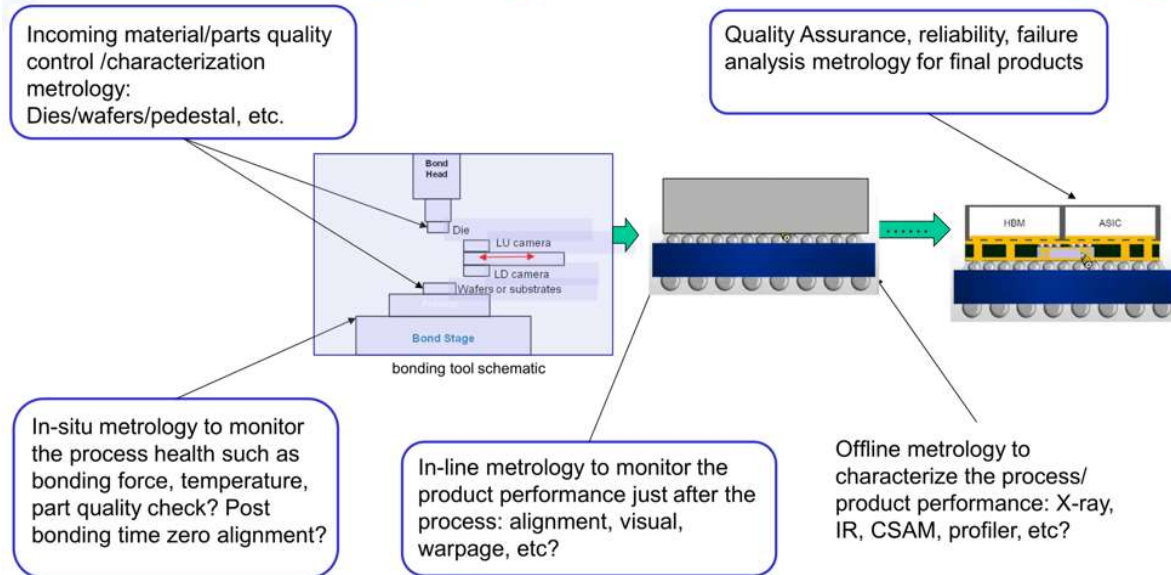 Incoming material/parts quality
control /characterization
metrology:
Dies/wafers/pedestal, etc.
Quality Assurance, reliability, failure
analysis metrology for final products
Bond
Head
Die
LU camera
LD camera
Wafers or substrates
Bond Stage
bonding tool schematic
......
HBM
ASIC
In-situ metrology to monitor
the process health such as
bonding force, temperature,
part quality check? Post
bonding time zero alignment?
In-line metrology to monitor the
product performance just after the
process: alignment, visual,
warpage, etc?
Offline metrology to
characterize the process/
product performance: X-ray,
IR, CSAM, profiler, etc?